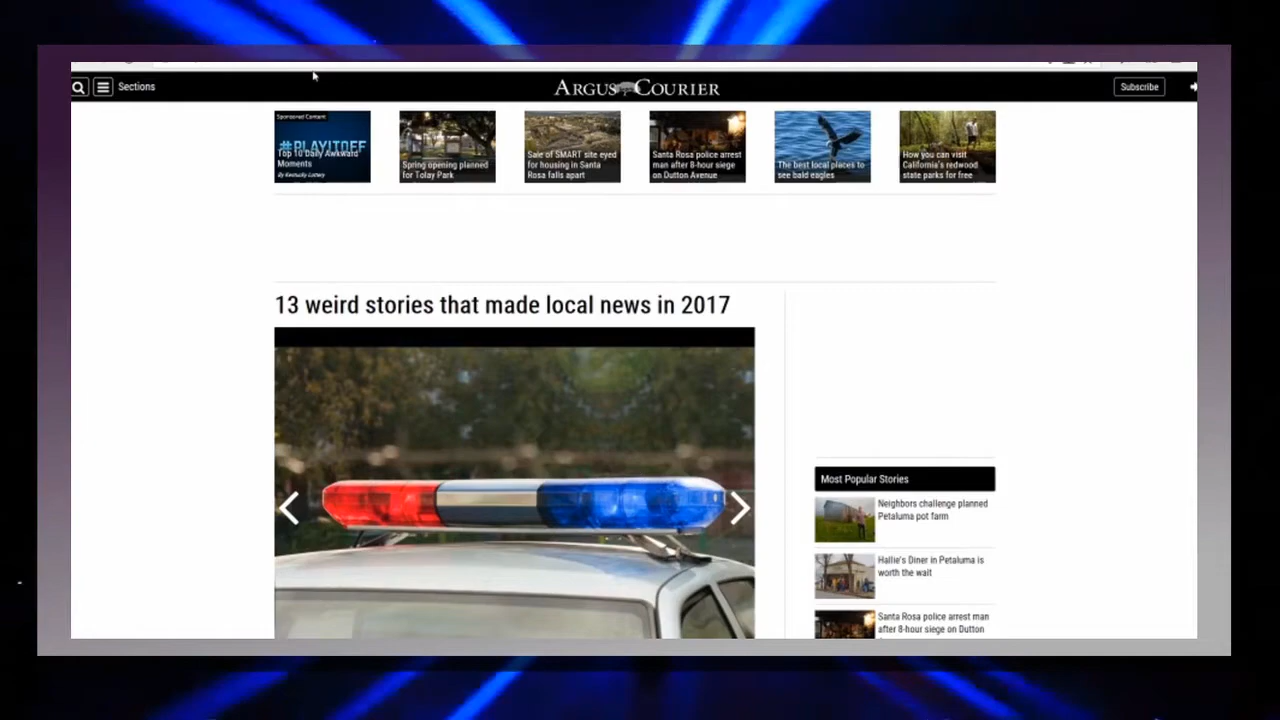 Sections
ARGUS COURIER
Subscribe
Sponsored Content
#PLAYITOFF
Top 10 Daily Awkward
Moments
By Kentucky Lottery
Spring opening planned
for Tolay Park
Sale of SMART site eyed
for housing in Santa
Rosa falls apart
Santa Rosa police arrest
man after 8-hour siege
on Dutton Avenue
The best local places to
see bald eagles
How you can visit
California's redwood
state parks for free
13 weird stories that made local news in 2017
Most Popular Stories
Neighbors challenge planned
Petaluma pot farm
Hallie's Diner in Petaluma is
worth the wait
Santa Rosa police arrest man
after 8-hour siege on Dutton